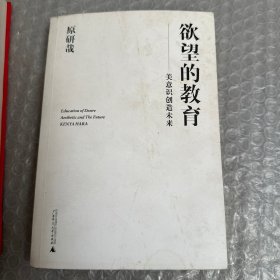 欲望的教育
——美意识创造未来
原研哉
Education of Desire
Aesthetic and The Future
KENYA HARA